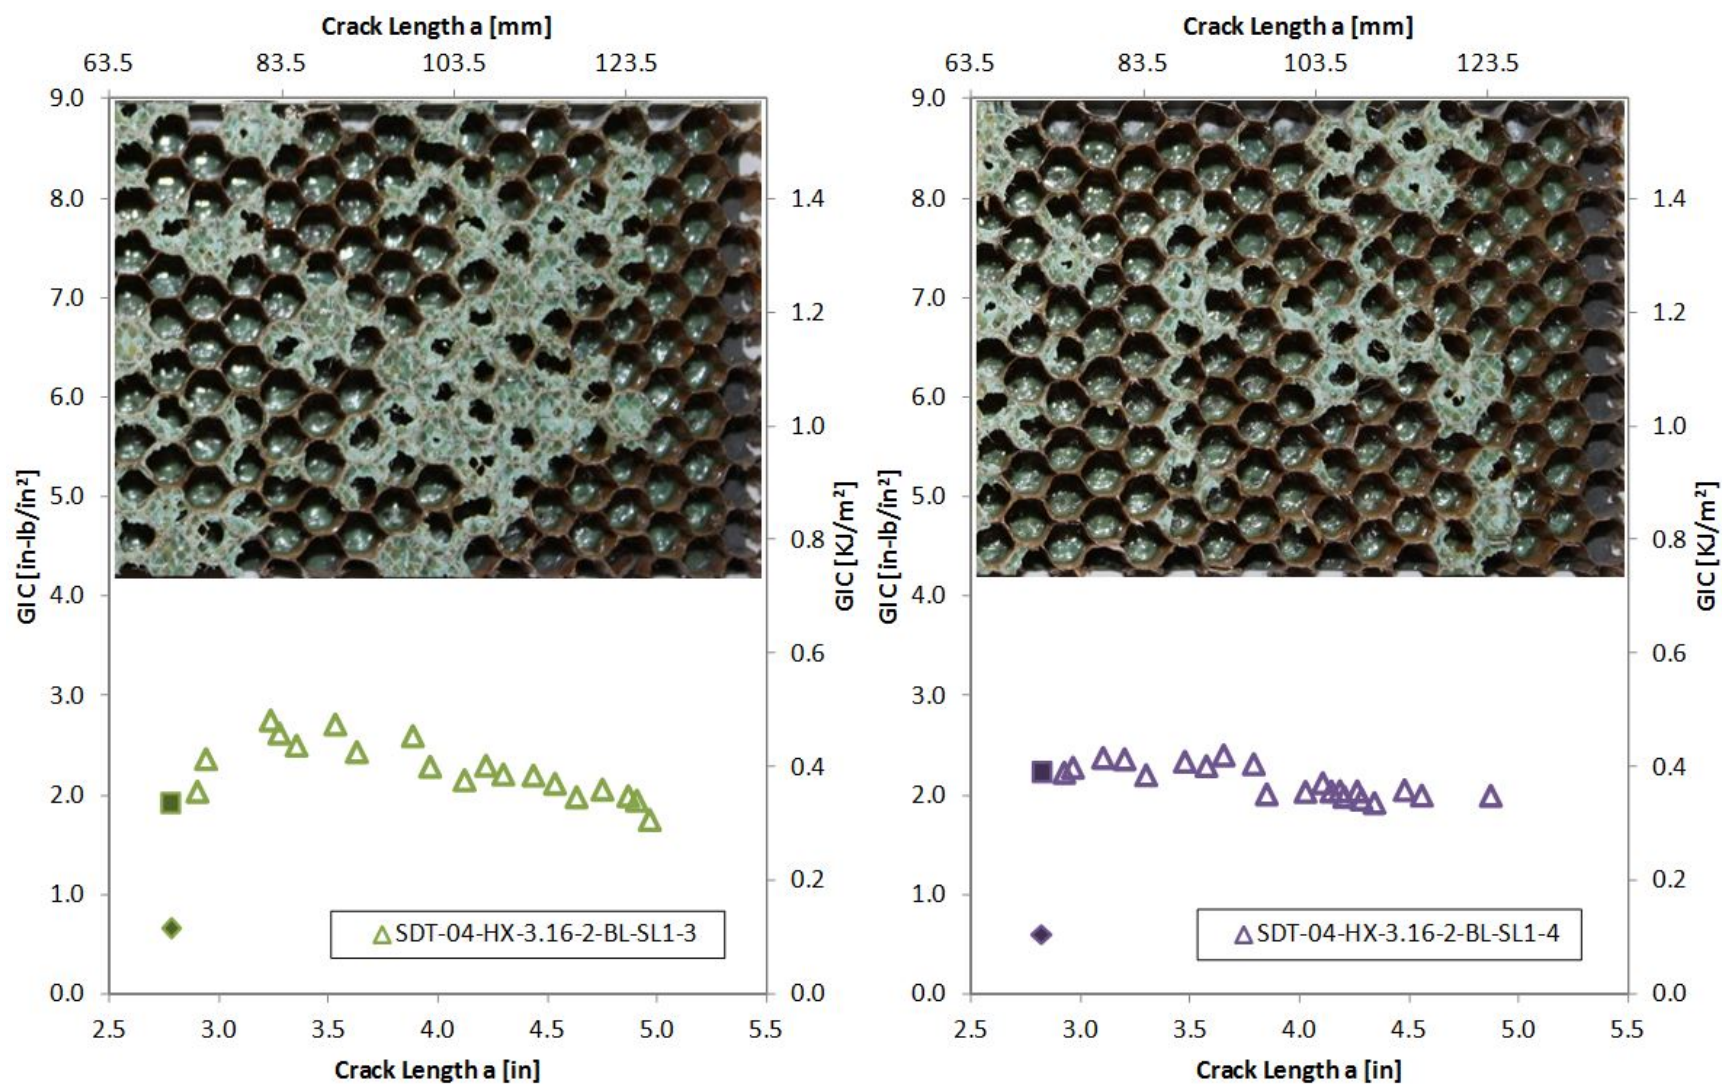 Crack Length a [mm]
63.5 83.5 103.5 123.5
9.0
8.0
7.0
6.0
5.0
4.0
3.0
2.0
1.0
0.0
GIC [in-lb/in²]
1.4
1.2
1.0
0.8
0.6
0.4
0.2
0.0
GIC [KJ/m²]
SDT-04-HX-3.16-2-BL-SL1-3
2.5 3.0 3.5 4.0 4.5 5.0 5.5
Crack Length a [in]
Crack Length a [mm]
63.5 83.5 103.5 123.5
9.0
8.0
7.0
6.0
5.0
4.0
3.0
2.0
1.0
0.0
GIC [in-lb/in²]
1.4
1.2
1.0
0.8
0.6
0.4
0.2
0.0
GIC [KJ/m²]
SDT-04-HX-3.16-2-BL-SL1-4
2.5 3.0 3.5 4.0 4.5 5.0 5.5
Crack Length a [in]